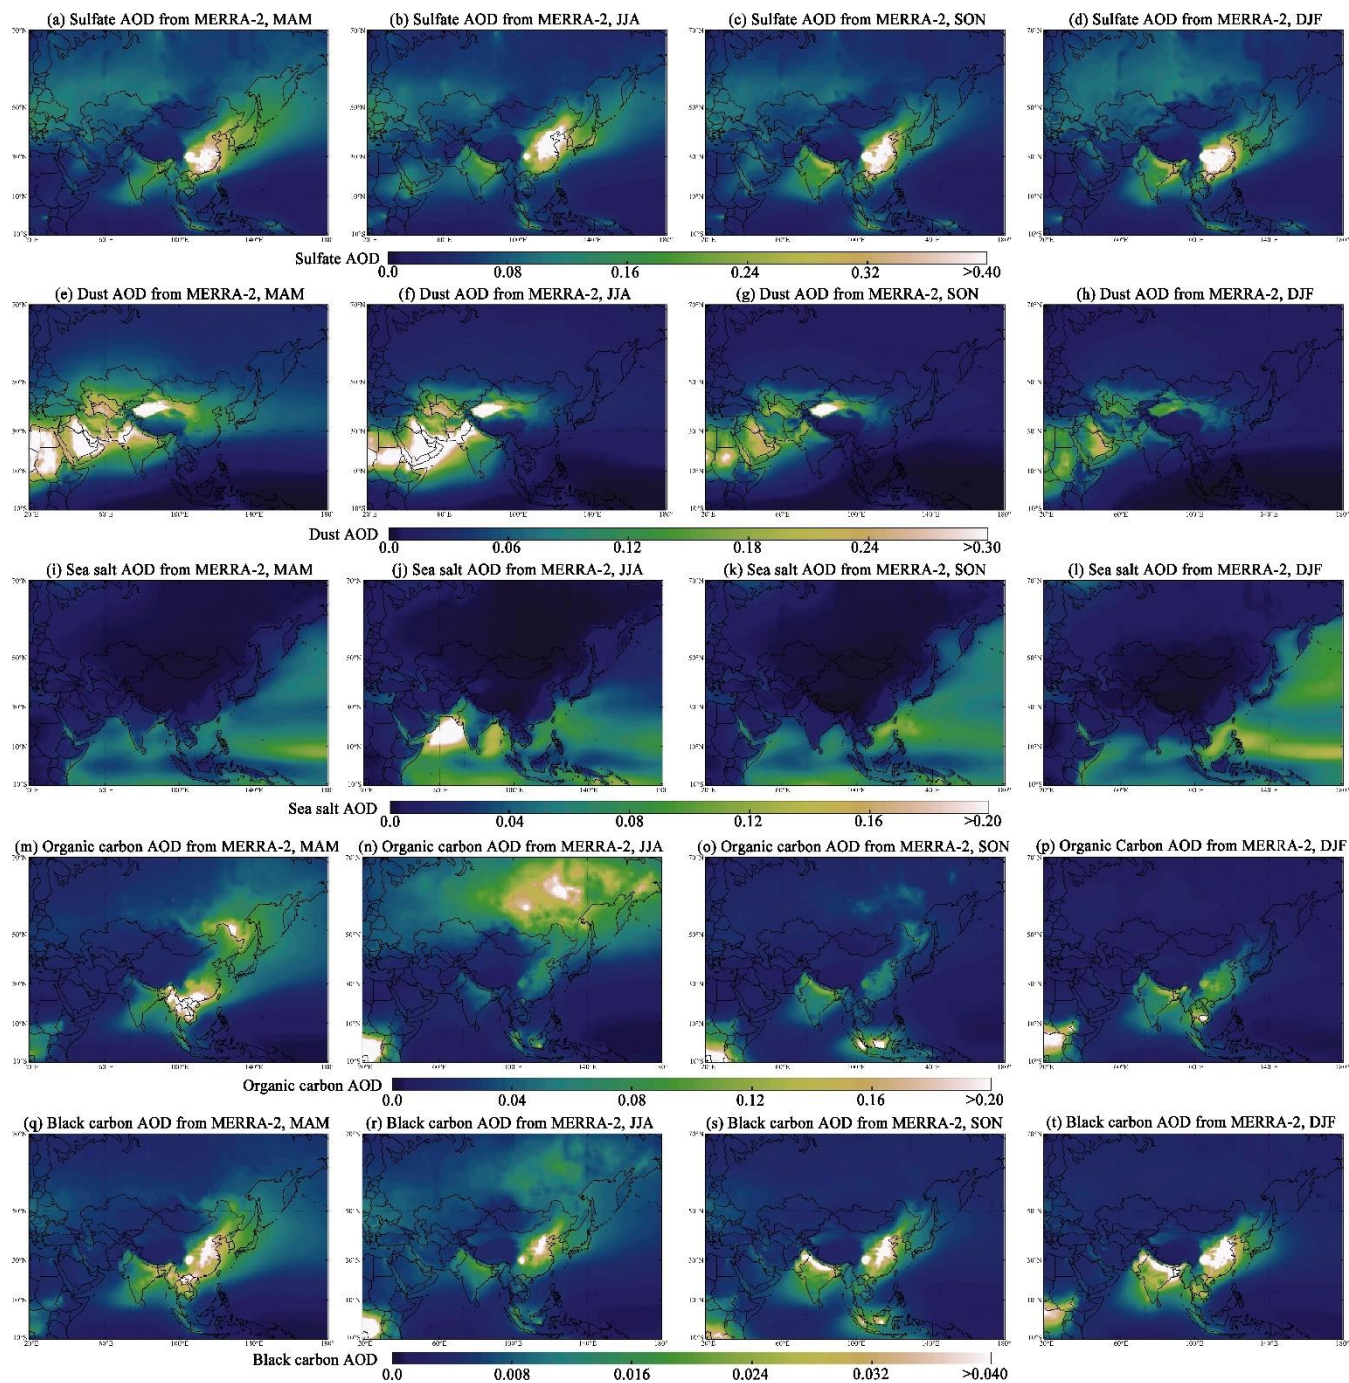 (a) Sulfate AOD from MERRA-2, MAM
(b) Sulfate AOD from MERRA-2, JJA
(c) Sulfate AOD from MERRA-2, SON
(d) Sulfate AOD from MERRA-2, DJF
Sulfate AOD
0.0 0.08 0.16 0.24 0.32 >0.40
(e) Dust AOD from MERRA-2, MAM
(f) Dust AOD from MERRA-2, JJA
(g) Dust AOD from MERRA-2, SON
(h) Dust AOD from MERRA-2, DJF
Dust AOD
0.0 0.06 0.12 0.18 0.24 >0.30
(i) Sea salt AOD from MERRA-2, MAM
(j) Sea salt AOD from MERRA-2, JJA
(k) Sea salt AOD from MERRA-2, SON
(l) Sea salt AOD from MERRA-2, DJF
Sea salt AOD
0.0 0.04 0.08 0.12 0.16 >0.20
(m) Organic carbon AOD from MERRA-2, MAM
(n) Organic carbon AOD from MERRA-2, JJA
(o) Organic carbon AOD from MERRA-2, SON
(p) Organic Carbon AOD from MERRA-2, DJF
Organic carbon AOD
0.0 0.04 0.08 0.12 0.16 >0.20
(q) Black carbon AOD from MERRA-2, MAM
(r) Black carbon AOD from MERRA-2, JJA
(s) Black carbon AOD from MERRA-2, SON
(t) Black carbon AOD from MERRA-2, DJF
Black carbon AOD
0.0 0.008 0.016 0.024 0.032 >0.040